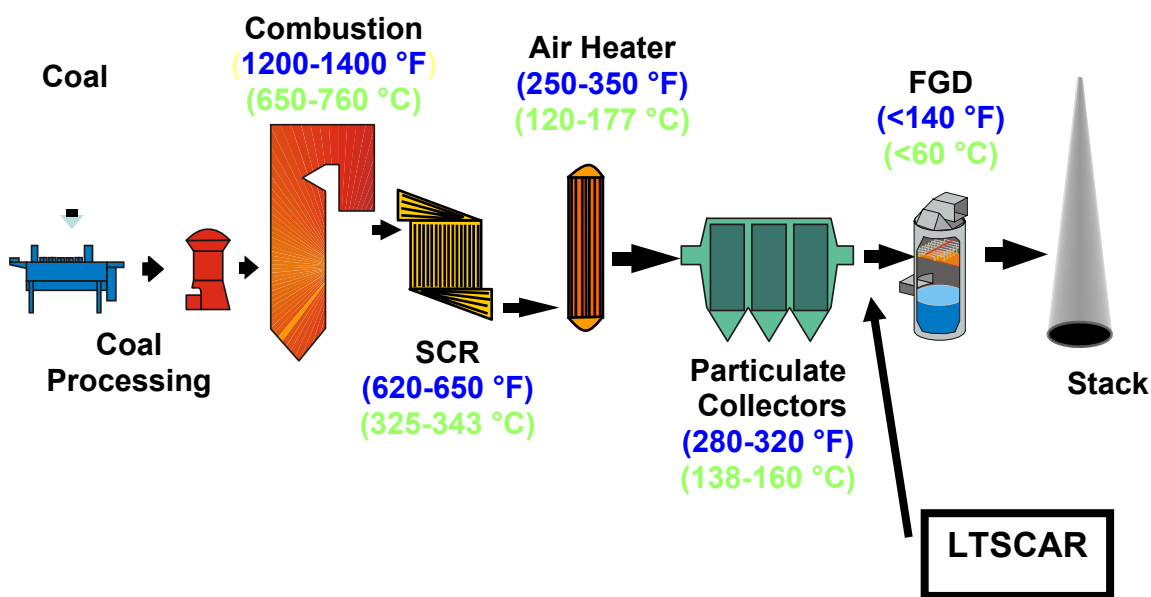 Coal
Coal
Processing
Combustion
(1200-1400 °F)
(650-760 °C)
SCR
(620-650 °F)
(325-343 °C)
Air Heater
(250-350 °F)
(120-177 °C)
Particulate
Collectors
(280-320 °F)
(138-160 °C)
FGD
(<140 °F)
(<60 °C)
Stack
LTSCAR